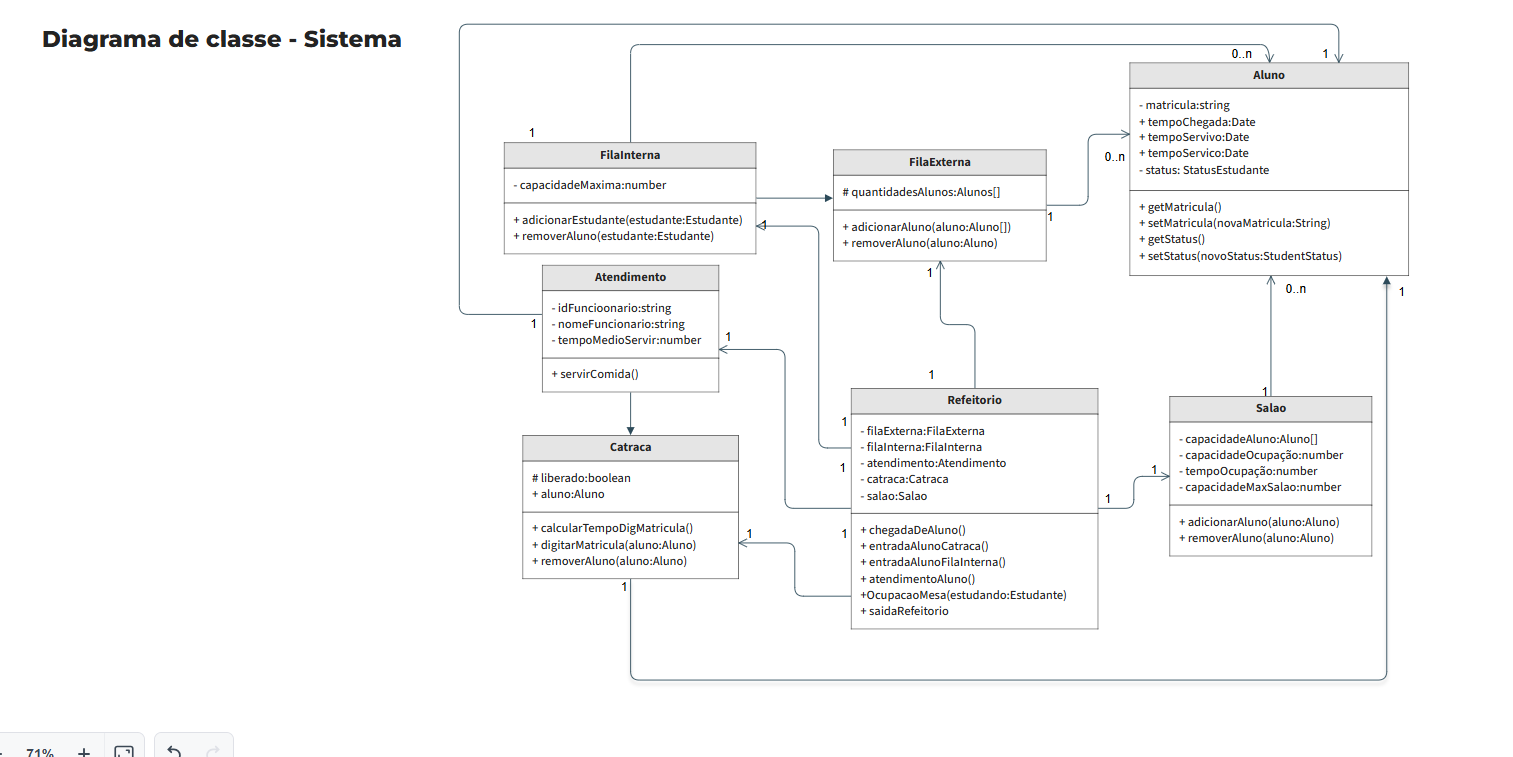 Diagrama de classe - Sistema
0..n
1
Aluno
- matricula:string
+ tempoChegada:Date
+ tempoServivo:Date
+ tempoServico:Date
- status: StatusEstudante
+ getMatricula()
+ setMatricula(novaMatricula:String)
+ getStatus()
+ setStatus(novoStatus:StudentStatus)
1
FilaInterna
- capacidadeMaxima:number
+ adicionarEstudante(estudante:Estudante)
+ removerAluno(estudante:Estudante)
1
FilaExterna
# quantidadesAlunos:Alunos[]
+ adicionarAluno(aluno:Aluno[])
+ removerAluno(aluno:Aluno)
0..n
1
1
0..n
1
Atendimento
- idFuncioonario:string
- nomeFuncionario:string
- tempoMedioServir:number
+ servirComida()
1
1
1
1
Catraca
# liberado:boolean
+ aluno:Aluno
+ calcularTempoDigMatricula()
+ digitarMatricula(aluno:Aluno)
+ removerAluno(aluno:Aluno)
1
1
Refeitorio
- filaExterna:FilaExterna
- filaInterna:FilaInterna
- atendimento:Atendimento
- catraca:Catraca
- salao:Salao
+ chegadaDeAluno()
+ entradaAlunoCatraca()
+ entradaAlunoFilaInterna()
+ atendimentoAluno()
+OcupacaoMesa(estudando:Estudante)
+ saidaRefeitorio
1
1
1
1
1
1
Salao
- capacidadeAluno:Aluno[]
- capacidadeOcupação:number
- tempoOcupação:number
- capacidadeMaxSalao:number
+ adicionarAluno(aluno:Aluno)
+ removerAluno(aluno:Aluno)
71%